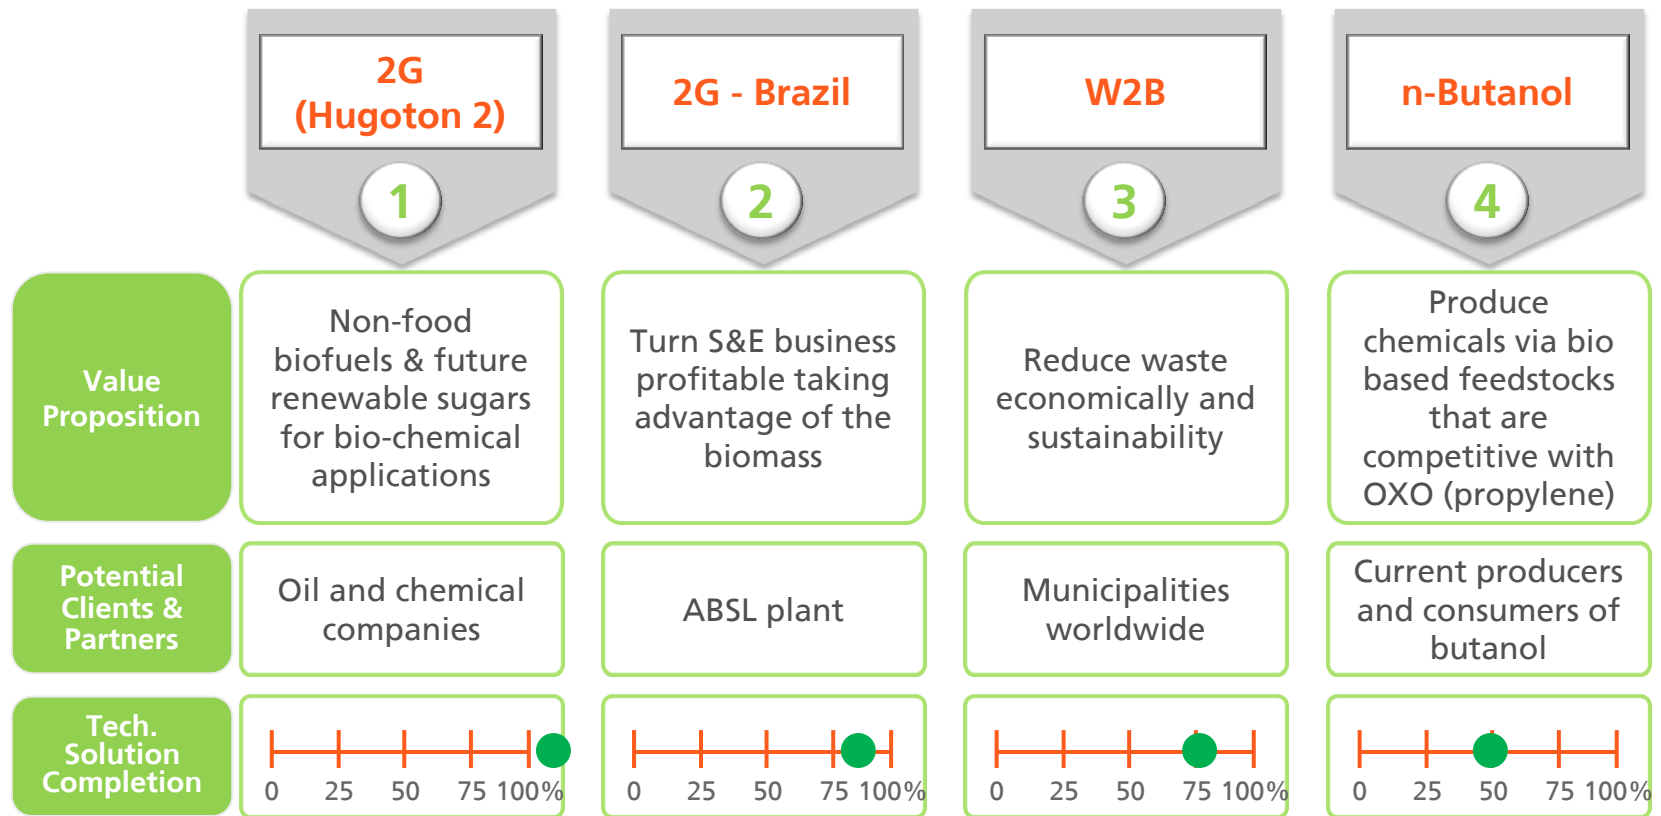 2G
(Hugoton 2)
2G - Brazil
W2B
n-Butanol
1
2
3
4
Value
Proposition
Non-food
biofuels & future
renewable sugars
for bio-chemical
applications
Turn S&E business
profitable taking
advantage of the
biomass
Reduce waste
economically and
sustainability
Produce
chemicals via bio
based feedstocks
that are
competitive with
OXO (propylene)
Potential
Clients &
Partners
Oil and chemical
companies
ABSL plant
Municipalities
worldwide
Current producers
and consumers of
butanol
Tech.
Solution
Completion
0 25 50 75 100%
0 25 50 75 100%
0 25 50 75 100%
0 25 50 75 100%